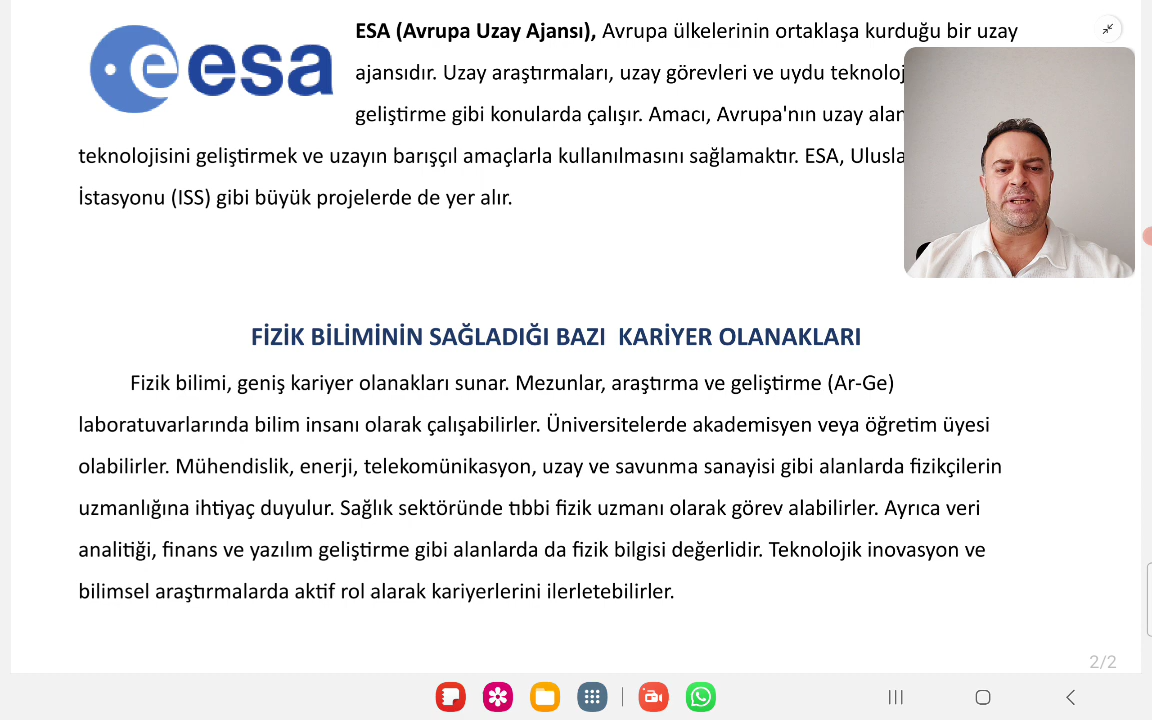 esa
ESA (Avrupa Uzay Ajansı), Avrupa ülkelerinin ortaklaşa kurduğu bir uzay
ajansıdır. Uzay araştırmaları, uzay görevleri ve uydu
geliştirme gibi konularda çalışır. Amacı, Avrupa'nın uzay
teknolojisini geliştirmek ve uzayın barışçıl amaçlarla kullanılmasını sağlamaktır. ESA,
İstasyonu (ISS) gibi büyük projelerde de yer alır.
FİZİK BİLİMİNİN SAĞLADIĞI BAZI KARİYER OLANAKLARI
Fizik bilimi, geniş kariyer olanakları sunar. Mezunlar, araştırma ve geliştirme (Ar-Ge)
laboratuvarlarında bilim insanı olarak çalışabilirler. Üniversitelerde akademisyen veya öğretim üyesi
olabilirler. Mühendislik, enerji, telekomünikasyon, uzay ve savunma sanayisi gibi alanlarda fizikçilerin
uzmanlığına ihtiyaç duyulur. Sağlık sektöründe tıbbi fizik uzmanı olarak görev alabilirler. Ayrıca veri
analitiği, finans ve yazılım geliştirme gibi alanlarda da fizik bilgisi değerlidir. Teknolojik inovasyon ve
bilimsel araştırmalarda aktif rol alarak kariyerlerini ilerletebilirler.
2/2